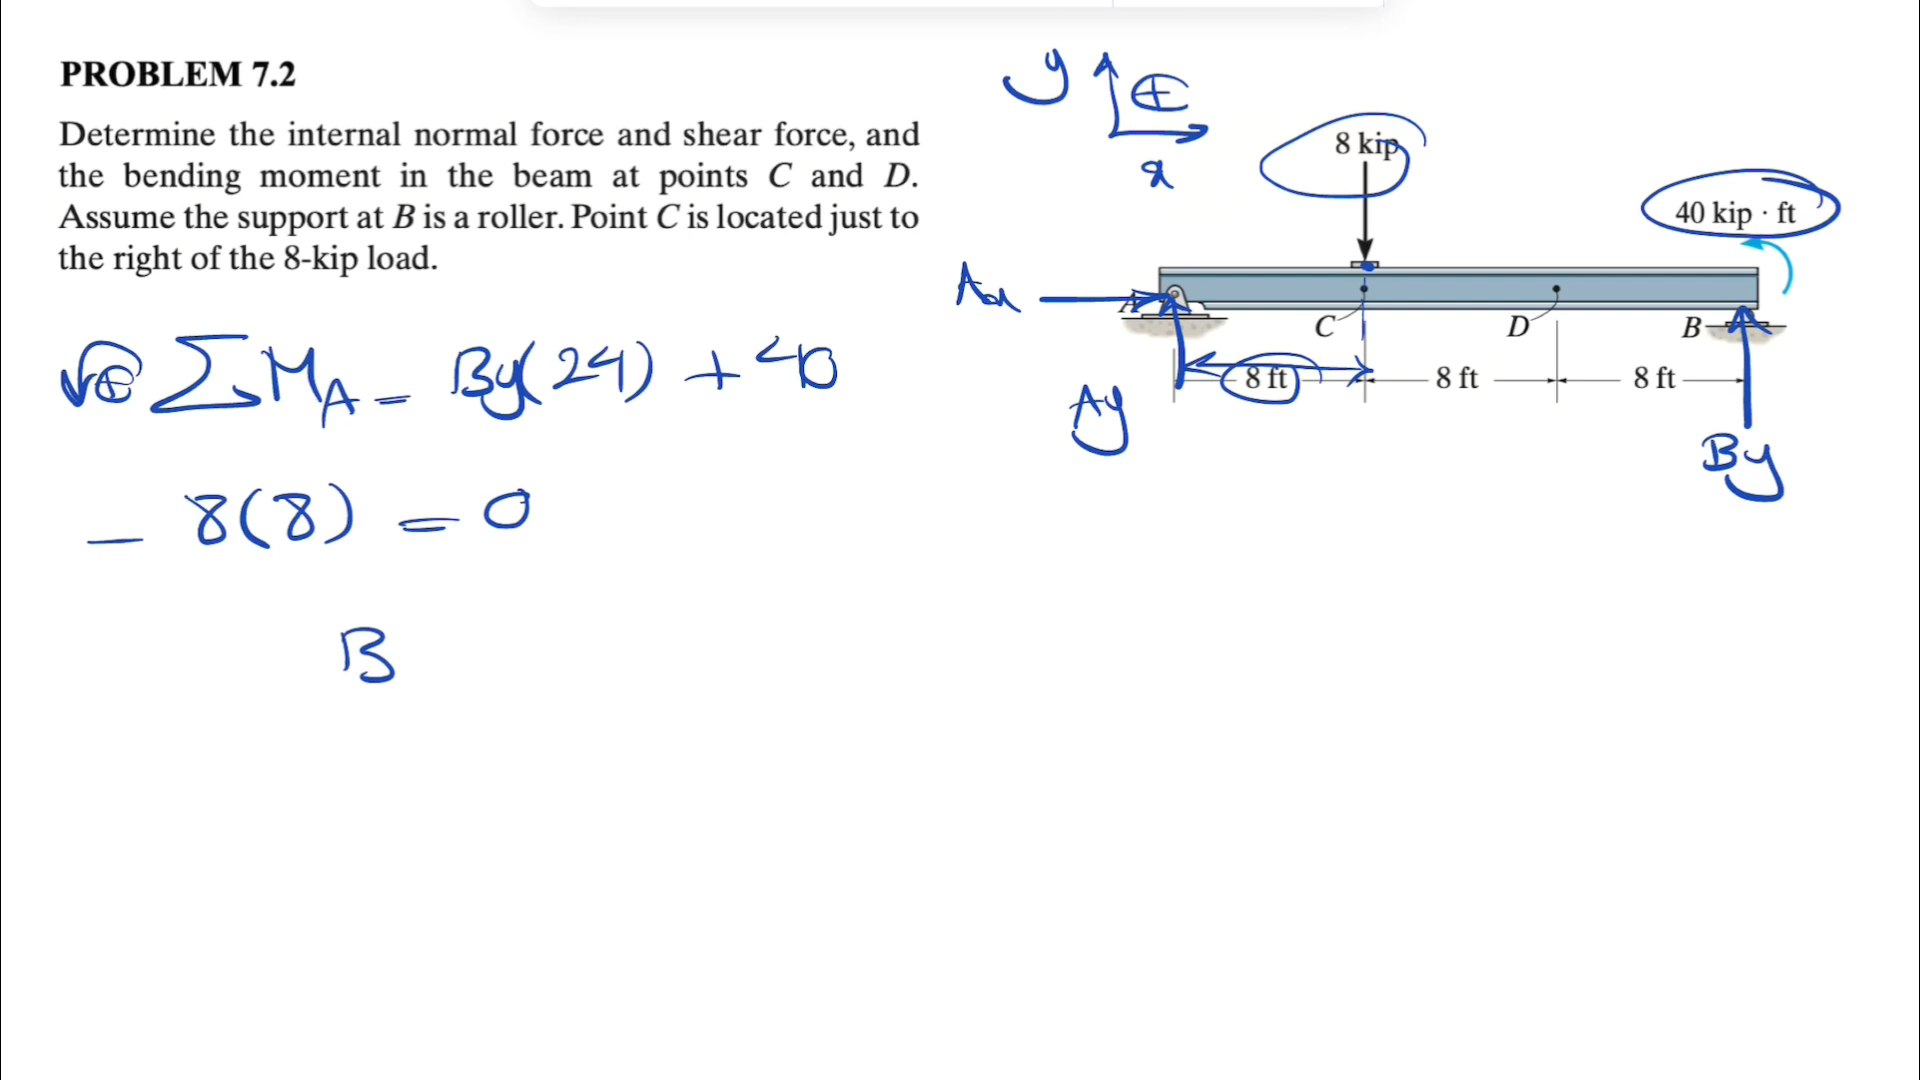 PROBLEM 7.2
Determine the internal normal force and shear force, and
the bending moment in the beam at points C and D.
Assume the support at B is a roller. Point C is located just to
the right of the 8-kip load.
y
x
8 kip
40 kip · ft
Ax
A
C
D
B
8 ft
8 ft
8 ft
Ay
By
⊕ ΣMA = By(24) + 40
− 8(8) = 0
B